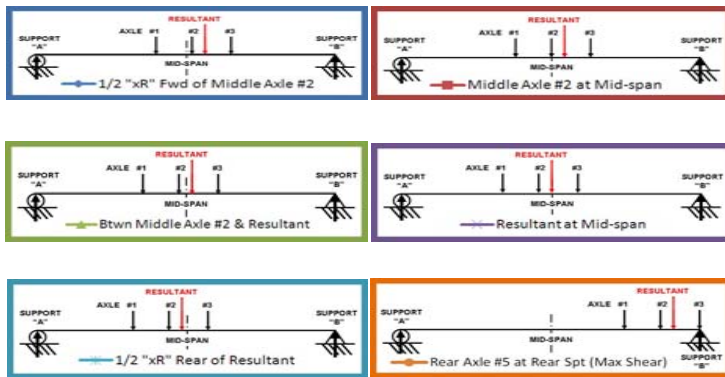 RESULTANT
AXLE #1 #2 #3
SUPPORT "A"
SUPPORT "B"
MID-SPAN
1/2 "xR" Fwd of Middle Axle #2
RESULTANT
AXLE #1 #2 #3
SUPPORT "A"
SUPPORT "B"
MID-SPAN
Middle Axle #2 at Mid-span
RESULTANT
AXLE #1 #2 #3
SUPPORT "A"
SUPPORT "B"
MID-SPAN
Btwn Middle Axle #2 & Resultant
RESULTANT
AXLE #1 #2 #3
SUPPORT "A"
SUPPORT "B"
MID-SPAN
Resultant at Mid-span
RESULTANT
AXLE #1 #2 #3
SUPPORT "A"
SUPPORT "B"
MID-SPAN
1/2 "xR" Rear of Resultant
RESULTANT
AXLE #1 #2 #3
SUPPORT "A"
MID-SPAN
Rear Axle #5 at Rear Spt (Max Shear)
SUPPORT "B"